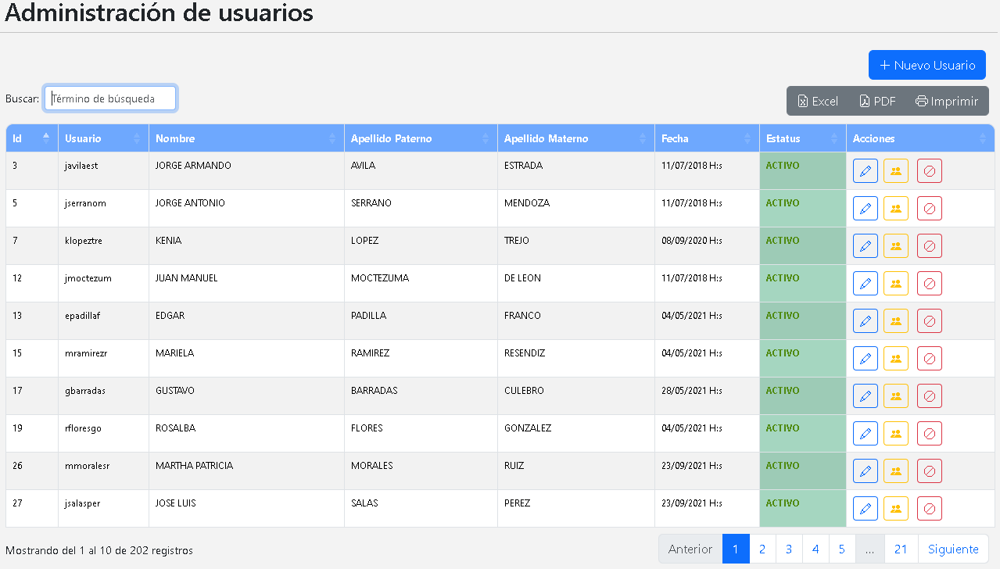 Administración de usuarios
+ Nuevo Usuario
Buscar: Término de búsqueda
Excel PDF Imprimir
Id Usuario Nombre Apellido Paterno Apellido Materno Fecha Estatus Acciones
3 javilaest JORGE ARMANDO AVILA ESTRADA 11/07/2018 H:s ACTIVO
5 jserranom JORGE ANTONIO SERRANO MENDOZA 11/07/2018 H:s ACTIVO
7 klopeztre KENIA LOPEZ TREJO 08/09/2020 H:s ACTIVO
12 jmoctezum JUAN MANUEL MOCTEZUMA DE LEON 11/07/2018 H:s ACTIVO
13 epadillaf EDGAR PADILLA FRANCO 04/05/2021 H:s ACTIVO
15 mramirezr MARIELA RAMIREZ RESENDIZ 04/05/2021 H:s ACTIVO
17 gbarradas GUSTAVO BARRADAS CULEBRO 28/05/2021 H:s ACTIVO
19 rfloresgo ROSALBA FLORES GONZALEZ 04/05/2021 H:s ACTIVO
26 mmoralesr MARTHA PATRICIA MORALES RUIZ 23/09/2021 H:s ACTIVO
27 jsalasper JOSE LUIS SALAS PEREZ 23/09/2021 H:s ACTIVO
Mostrando del 1 al 10 de 202 registros
Anterior 1 2 3 4 5 ... 21 Siguiente